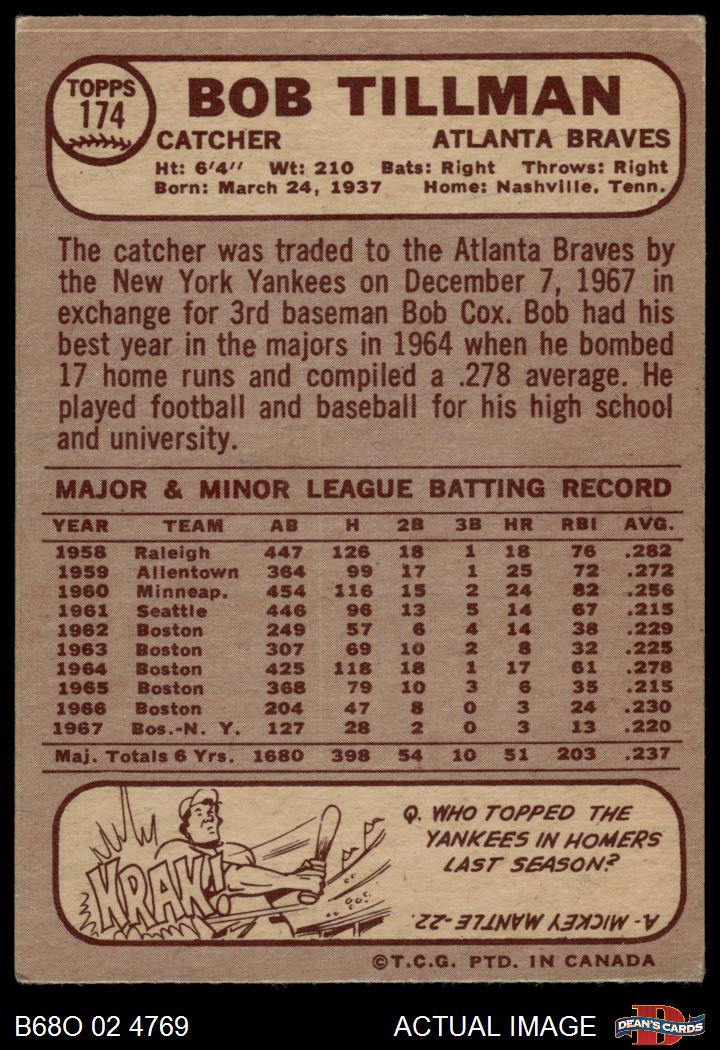 TOPPS
174
BOB TILLMAN
CATCHER ATLANTA BRAVES
Ht: 6'4" Wt: 210 Bats: Right Throws: Right
Born: March 24, 1937 Home: Nashville, Tenn.
The catcher was traded to the Atlanta Braves by
the New York Yankees on December 7, 1967 in
exchange for 3rd baseman Bob Cox. Bob had his
best year in the majors in 1964 when he bombed
17 home runs and compiled a .278 average. He
played football and baseball for his high school
and university.
MAJOR & MINOR LEAGUE BATTING RECORD
YEAR TEAM AB H 2B 3B HR RBI AVG.
1958 Raleigh 447 126 18 1 18 76 .282
1959 Allentown 364 99 17 1 25 72 .272
1960 Minneap. 454 116 15 2 24 82 .256
1961 Seattle 446 96 13 5 14 67 .215
1962 Boston 249 57 6 4 14 38 .229
1963 Boston 307 69 10 2 8 32 .225
1964 Boston 425 118 18 1 17 61 .278
1965 Boston 368 79 10 3 6 35 .215
1966 Boston 204 47 8 0 3 24 .230
1967 Bos.-N. Y. 127 28 2 0 3 13 .220
Maj. Totals 6 Yrs. 1680 398 54 10 51 203 .237
KRAK!
Q. WHO TOPPED THE
YANKEES IN HOMERS
LAST SEASON?
A- MICKEY MANTLE-22.
©T.C.G. PTD. IN CANADA
B68O 02 4769 ACTUAL IMAGE
DEAN'S CARDS